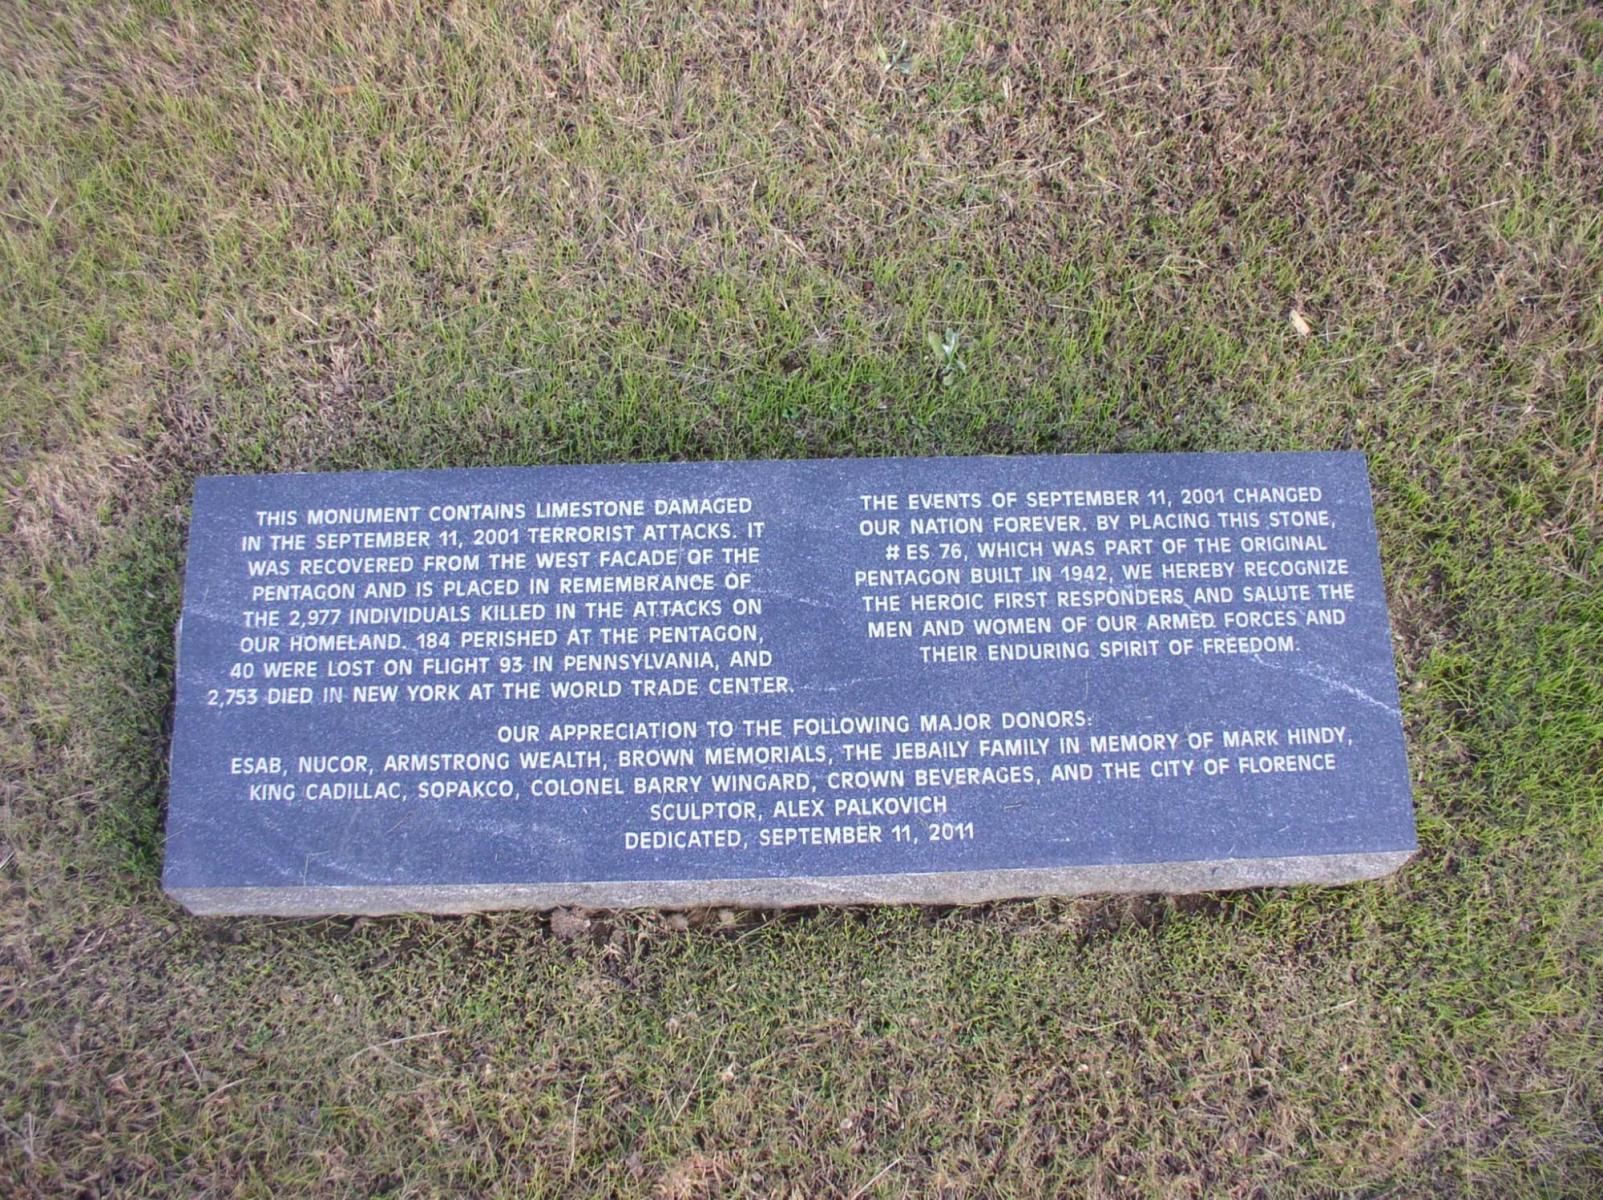 THIS MONUMENT CONTAINS LIMESTONE DAMAGED
IN THE SEPTEMBER 11, 2001 TERRORIST ATTACKS. IT
WAS RECOVERED FROM THE WEST FACADE OF THE
PENTAGON AND IS PLACED IN REMEMBRANCE OF
THE 2,977 INDIVIDUALS KILLED IN THE ATTACKS ON
OUR HOMELAND. 184 PERISHED AT THE PENTAGON,
40 WERE LOST ON FLIGHT 93 IN PENNSYLVANIA, AND
2,753 DIED IN NEW YORK AT THE WORLD TRADE CENTER.
THE EVENTS OF SEPTEMBER 11, 2001 CHANGED
OUR NATION FOREVER. BY PLACING THIS STONE,
# ES 76, WHICH WAS PART OF THE ORIGINAL
PENTAGON BUILT IN 1942, WE HEREBY RECOGNIZE
THE HEROIC FIRST RESPONDERS AND SALUTE THE
MEN AND WOMEN OF OUR ARMED FORCES AND
THEIR ENDURING SPIRIT OF FREEDOM.
OUR APPRECIATION TO THE FOLLOWING MAJOR DONORS:
ESAB, NUCOR, ARMSTRONG WEALTH, BROWN MEMORIALS, THE JEBAILY FAMILY IN MEMORY OF MARK HINDY,
KING CADILLAC, SOPAKCO, COLONEL BARRY WINGARD, CROWN BEVERAGES, AND THE CITY OF FLORENCE
SCULPTOR, ALEX PALKOVICH
DEDICATED, SEPTEMBER 11, 2011